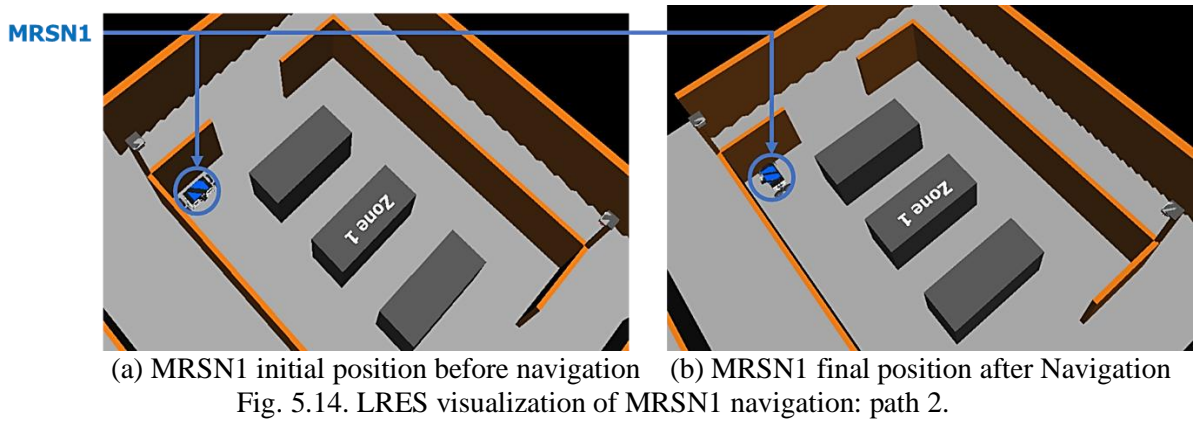 MRSN1
Zone 1
Zone 1
(a) MRSN1 initial position before navigation (b) MRSN1 final position after Navigation
Fig. 5.14. LRES visualization of MRSN1 navigation: path 2.